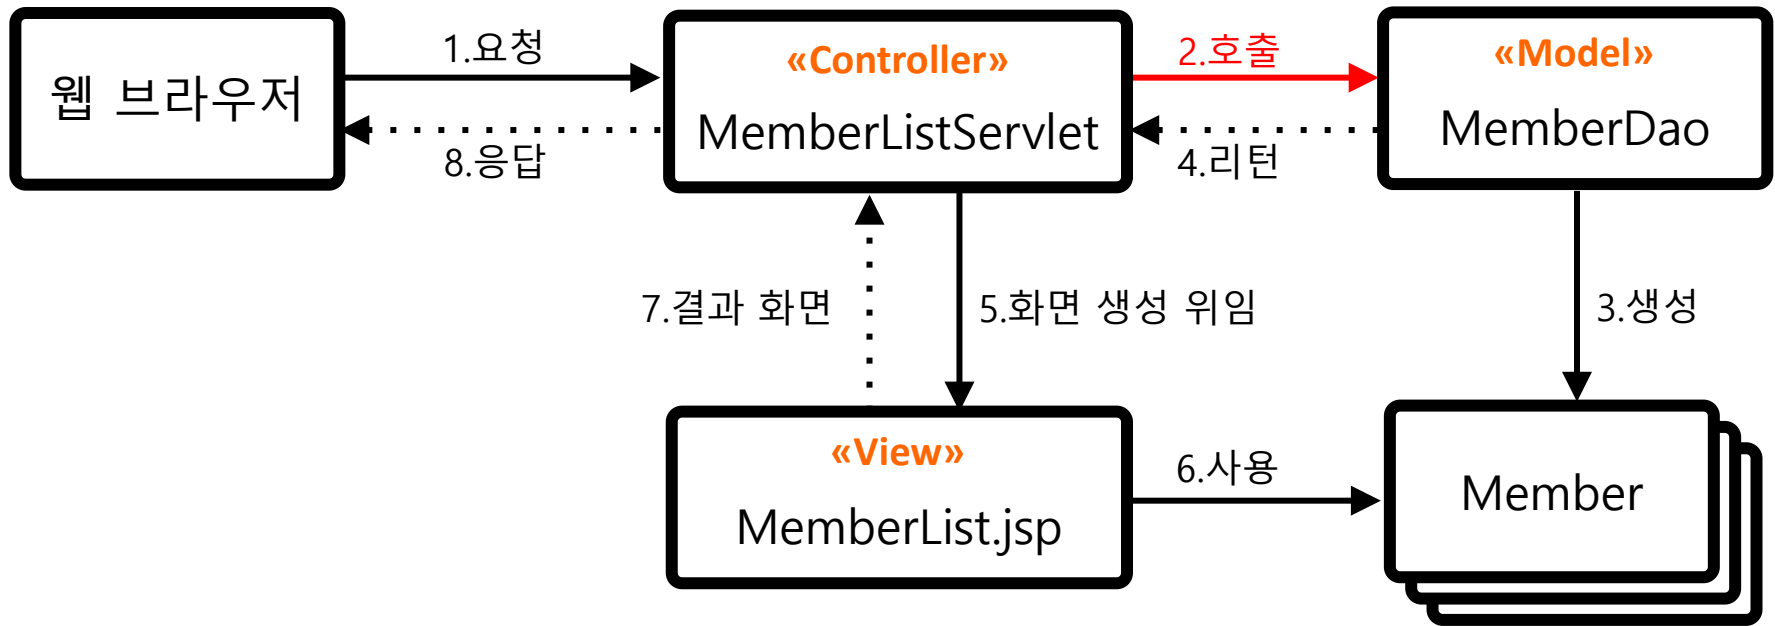 웹 브라우저
1.요청
8.응답
«Controller»
MemberListServlet
2.호출
4.리턴
«Model»
MemberDao
7.결과 화면
5.화면 생성 위임
3.생성
«View»
MemberList.jsp
6.사용
Member